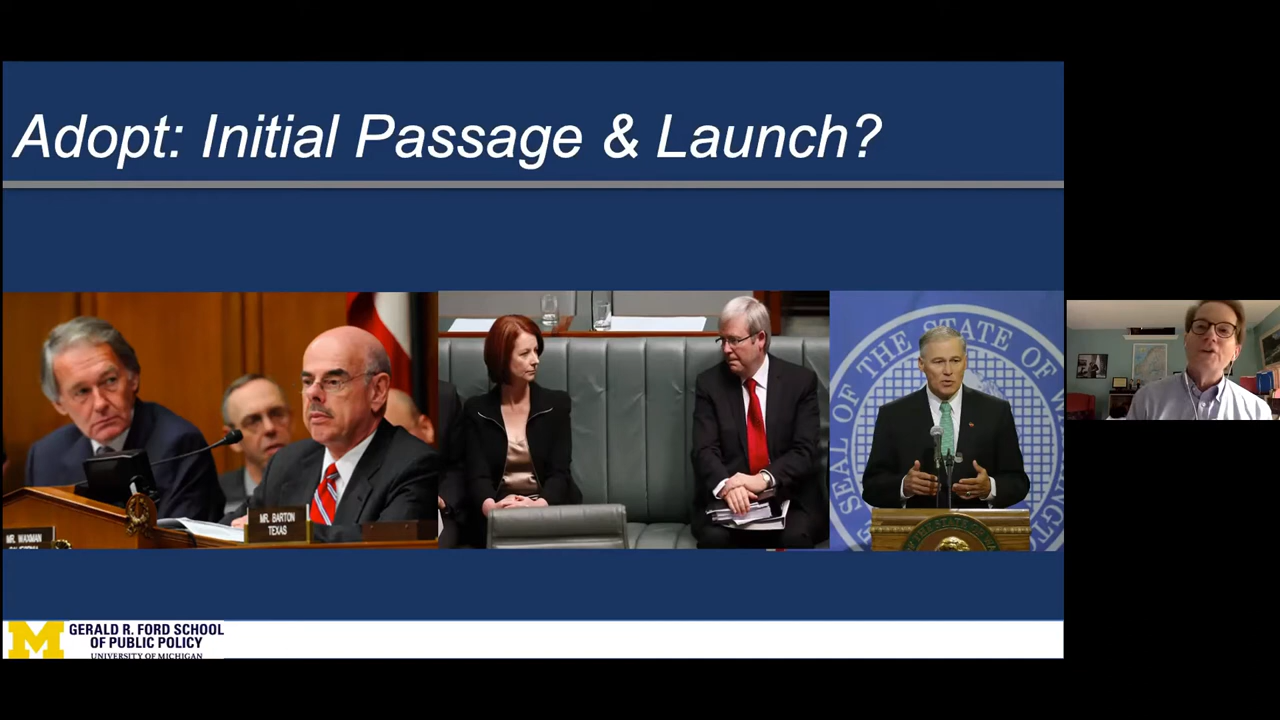 Adopt: Initial Passage & Launch?
MR. BARTON
TEXAS
MR. WAXMAN
SEAL OF THE STATE OF
GERALD R. FORD SCHOOL
OF PUBLIC POLICY
UNIVERSITY OF MICHIGAN